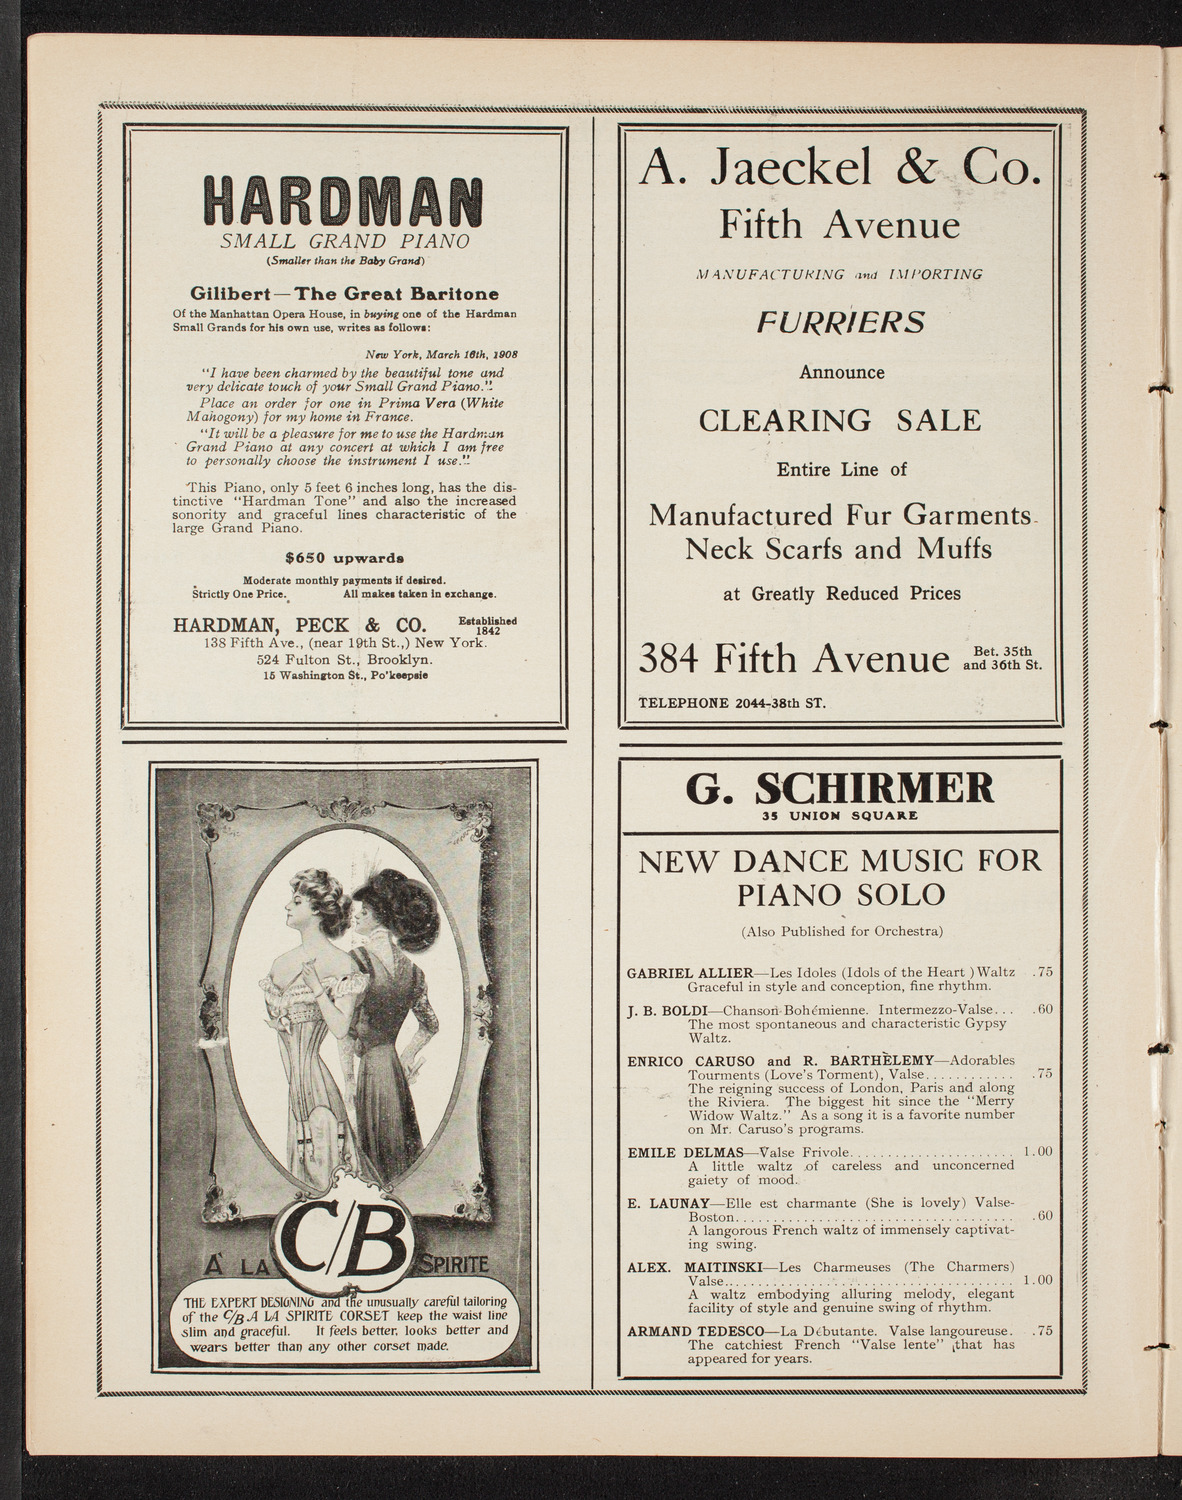 HARDMAN
SMALL GRAND PIANO
(Smaller than the Baby Grand)
Gilibert—The Great Baritone
Of the Manhattan Opera House, in buying one of the Hardman
Small Grands for his own use, writes as follows:
New York, March 16th, 1908
"I have been charmed by the beautiful tone and
very delicate touch of your Small Grand Piano."
Place an order for one in Prima Vera (White
Mahogony) for my home in France.
"It will be a pleasure for me to use the Hardman
Grand Piano at any concert at which I am free
to personally choose the instrument I use."
This Piano, only 5 feet 6 inches long, has the dis-
tinctive "Hardman Tone" and also the increased
sonority and graceful lines characteristic of the
large Grand Piano.
$650 upwards
Moderate monthly payments if desired.
Strictly One Price. All makes taken in exchange.
HARDMAN, PECK & CO. Established
1842
138 Fifth Ave., (near 19th St.,) New York.
524 Fulton St., Brooklyn.
15 Washington St., Po'keepsie
A. Jaeckel & Co.
Fifth Avenue
MANUFACTURING and IMPORTING
FURRIERS
Announce
CLEARING SALE
Entire Line of
Manufactured Fur Garments
Neck Scarfs and Muffs
at Greatly Reduced Prices
384 Fifth Avenue Bet. 35th
and 36th St.
TELEPHONE 2044-38th ST.
C/B
A LA SPIRITE
THE EXPERT DESIGNING and the unusually careful tailoring
of the C/B A LA SPIRITE CORSET keep the waist line
slim and graceful. It feels better, looks better and
wears better than any other corset made.
G. SCHIRMER
35 UNION SQUARE
NEW DANCE MUSIC FOR
PIANO SOLO
(Also Published for Orchestra)
GABRIEL ALLIER—Les Idoles (Idols of the Heart ) Waltz .75
Graceful in style and conception, fine rhythm.
J. B. BOLDI—Chanson Bohémienne. Intermezzo-Valse... .60
The most spontaneous and characteristic Gypsy
Waltz.
ENRICO CARUSO and R. BARTHÈLEMY—Adorables
Tourments (Love's Torment), Valse............ .75
The reigning success of London, Paris and along
the Riviera. The biggest hit since the "Merry
Widow Waltz." As a song it is a favorite number
on Mr. Caruso's programs.
EMILE DELMAS—Valse Frivole...................... 1.00
A little waltz of careless and unconcerned
gaiety of mood.
E. LAUNAY—Elle est charmante (She is lovely) Valse-
Boston..................................... .60
A langorous French waltz of immensely captivat-
ing swing.
ALEX. MAITINSKI—Les Charmeuses (The Charmers)
Valse...................................... 1.00
A waltz embodying alluring melody, elegant
facility of style and genuine swing of rhythm.
ARMAND TEDESCO—La Débutante. Valse langoureuse. .75
The catchiest French "Valse lente" that has
appeared for years.